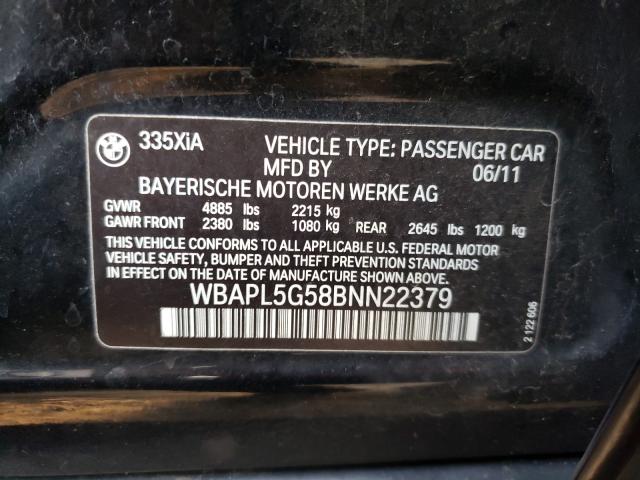 BMW 335XiA VEHICLE TYPE: PASSENGER CAR
MFD BY 06/11
BAYERISCHE MOTOREN WERKE AG
GVWR 4885 lbs 2215 kg
GAWR FRONT 2380 lbs 1080 kg REAR 2645 lbs 1200 kg
THIS VEHICLE CONFORMS TO ALL APPLICABLE U.S. FEDERAL MOTOR
VEHICLE SAFETY, BUMPER AND THEFT PREVENTION STANDARDS
IN EFFECT ON THE DATE OF MANUFACTURE SHOWN ABOVE.
WBAPL5G58BNN22379
2 122 606